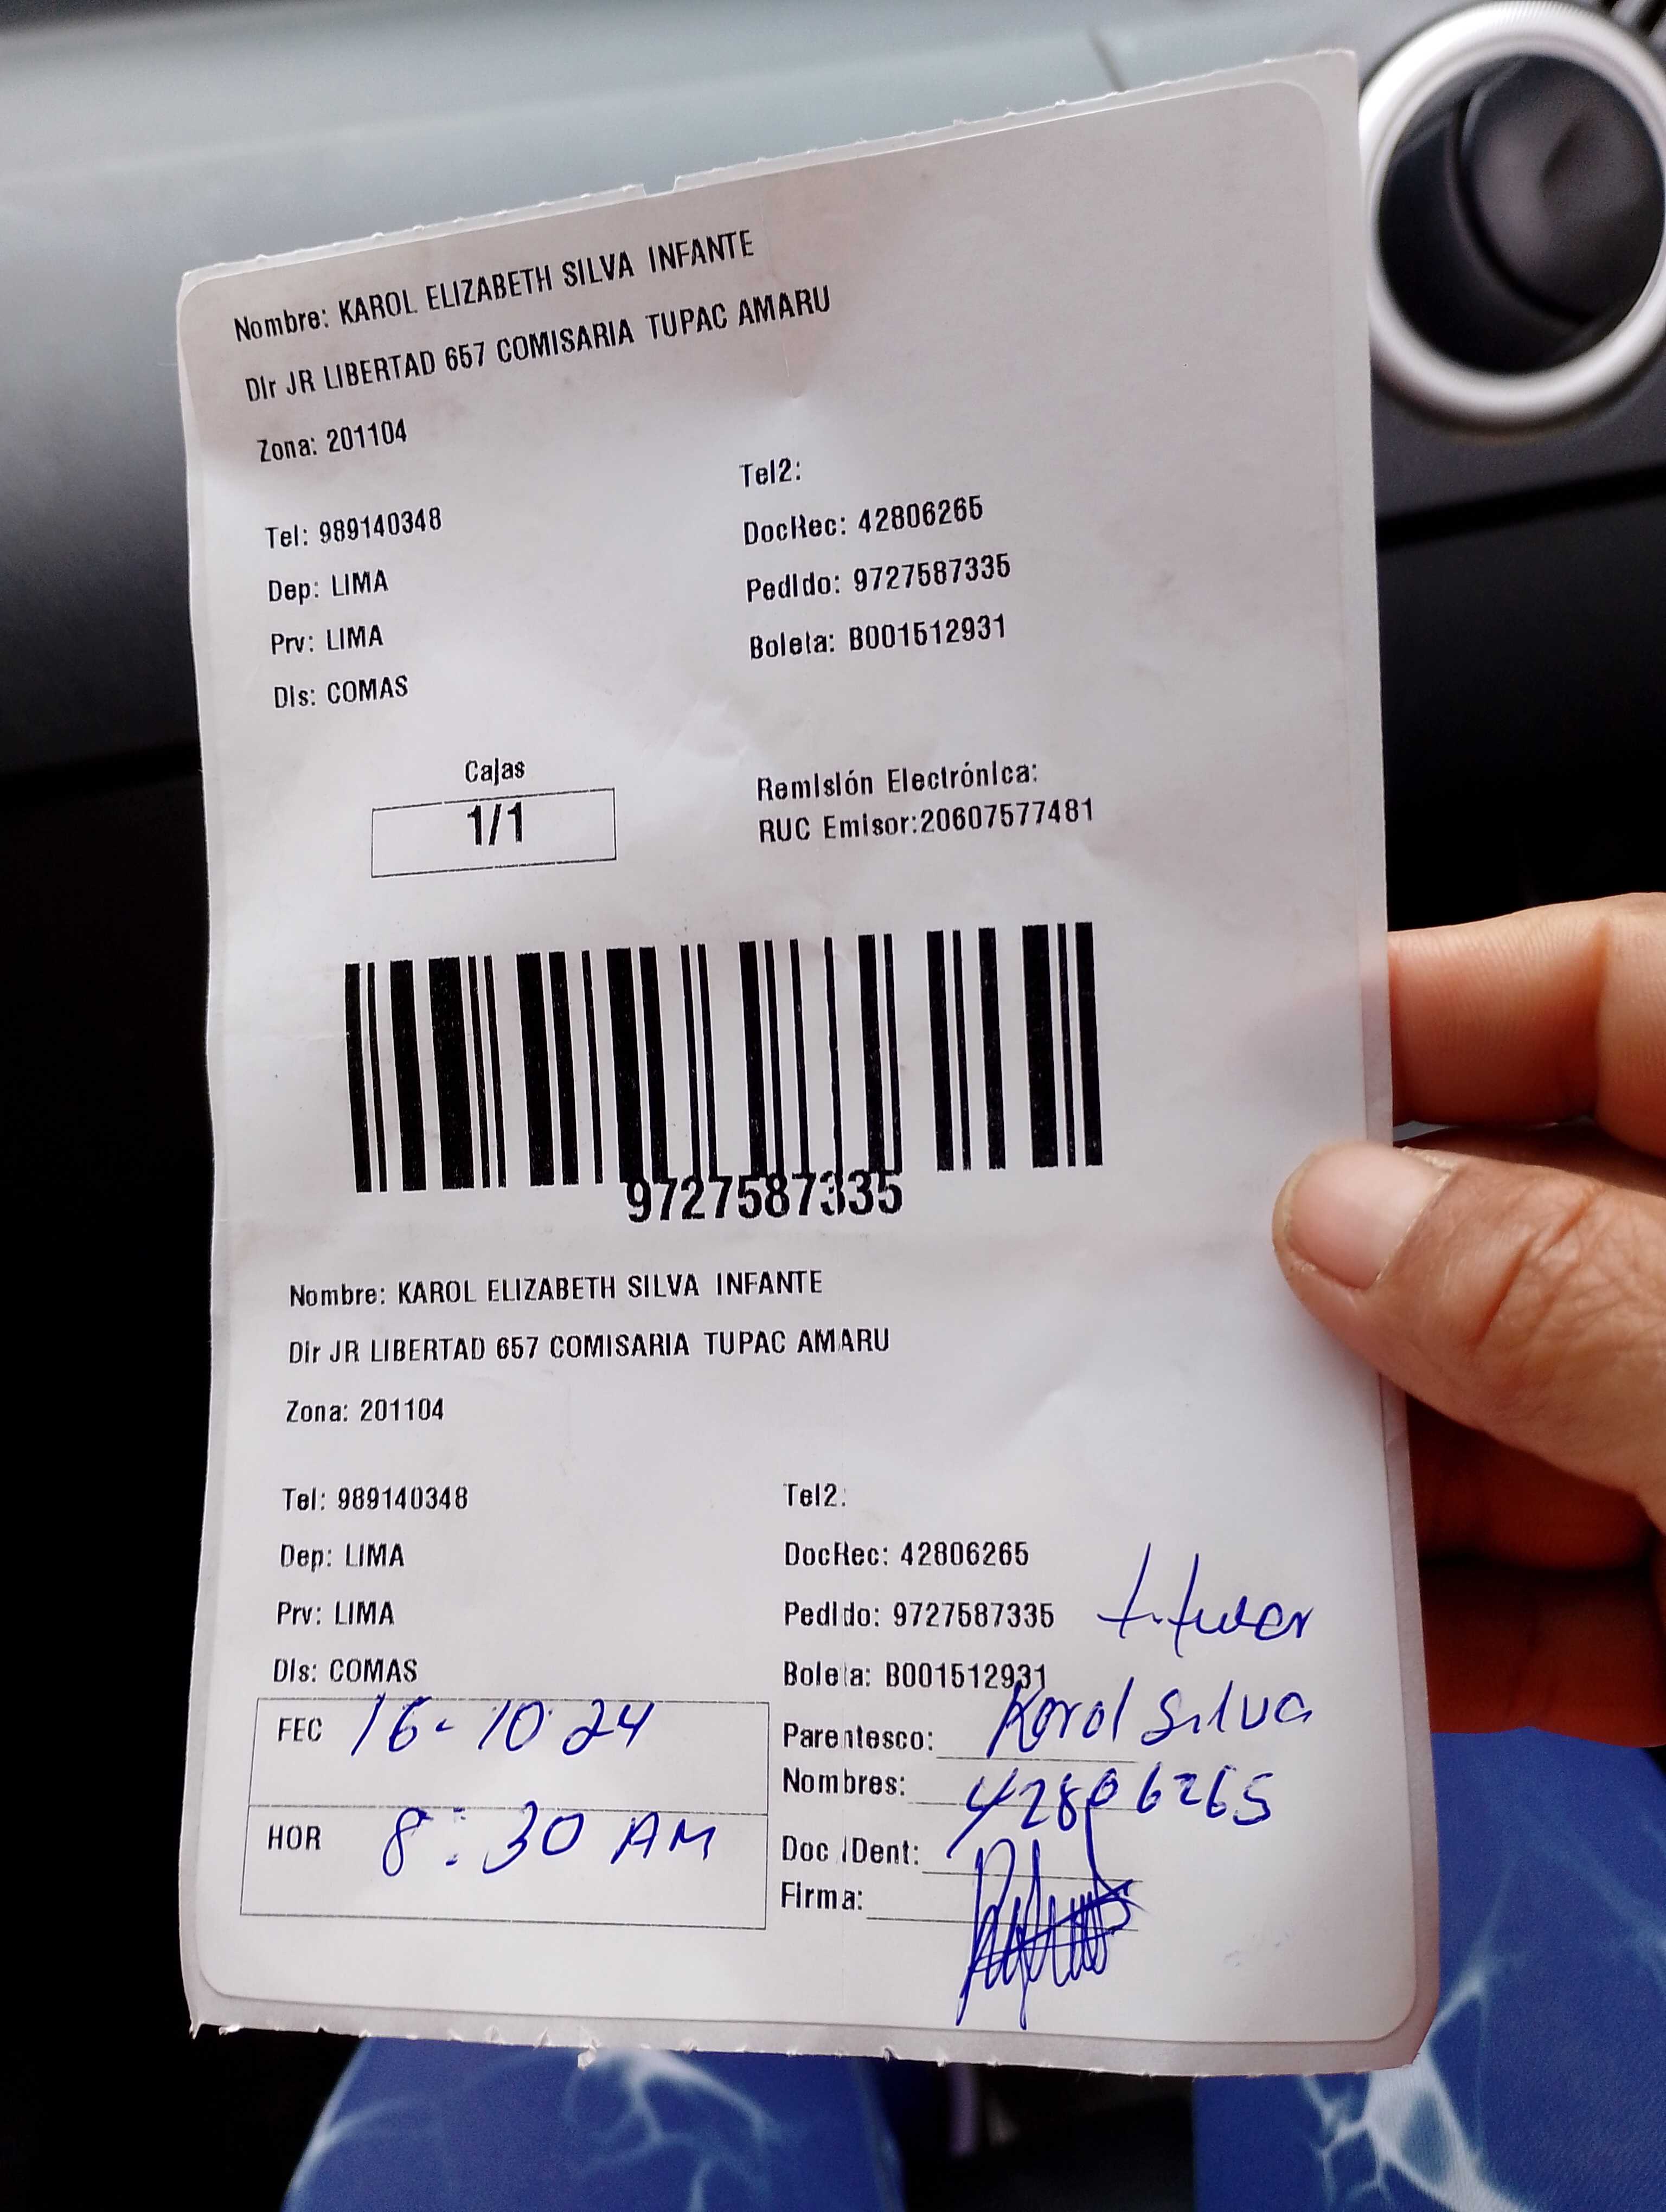 Nombre: KAROL ELIZABETH SILVA INFANTE
Dir JR LIBERTAD 657 COMISARIA TUPAC AMARU
Zona: 201104
Tel: 989140348
Tel2:
Dep: LIMA
DocRec: 42806265
Prv: LIMA
Pedido: 9727587335
Dis: COMAS
Boleta: B001512931
Cajas
1/1
Remisión Electrónica:
RUC Emisor:20607577481
9727587335
Nombre: KAROL ELIZABETH SILVA INFANTE
Dir JR LIBERTAD 657 COMISARIA TUPAC AMARU
Zona: 201104
Tel: 989140348
Tel2:
Dep: LIMA
DocRec: 42806265
Prv: LIMA
Pedido: 9727587335
Dis: COMAS
Boleta: B001512931
FEC 16-10 24
HOR 8:30 AM
Parentesco: Karol Silva
Nombres: 42806265
Doc iDent:
Firma: